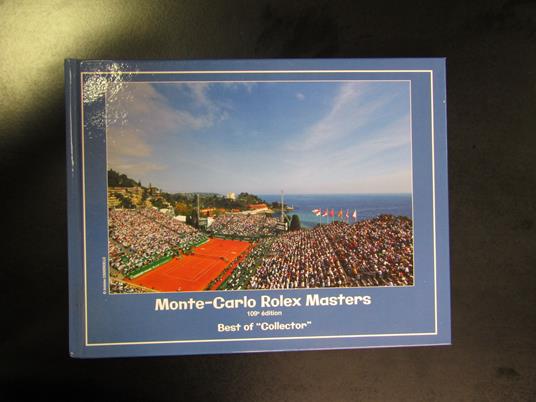 Monte-Carlo Rolex Masters
109e édition
Best of "Collector"